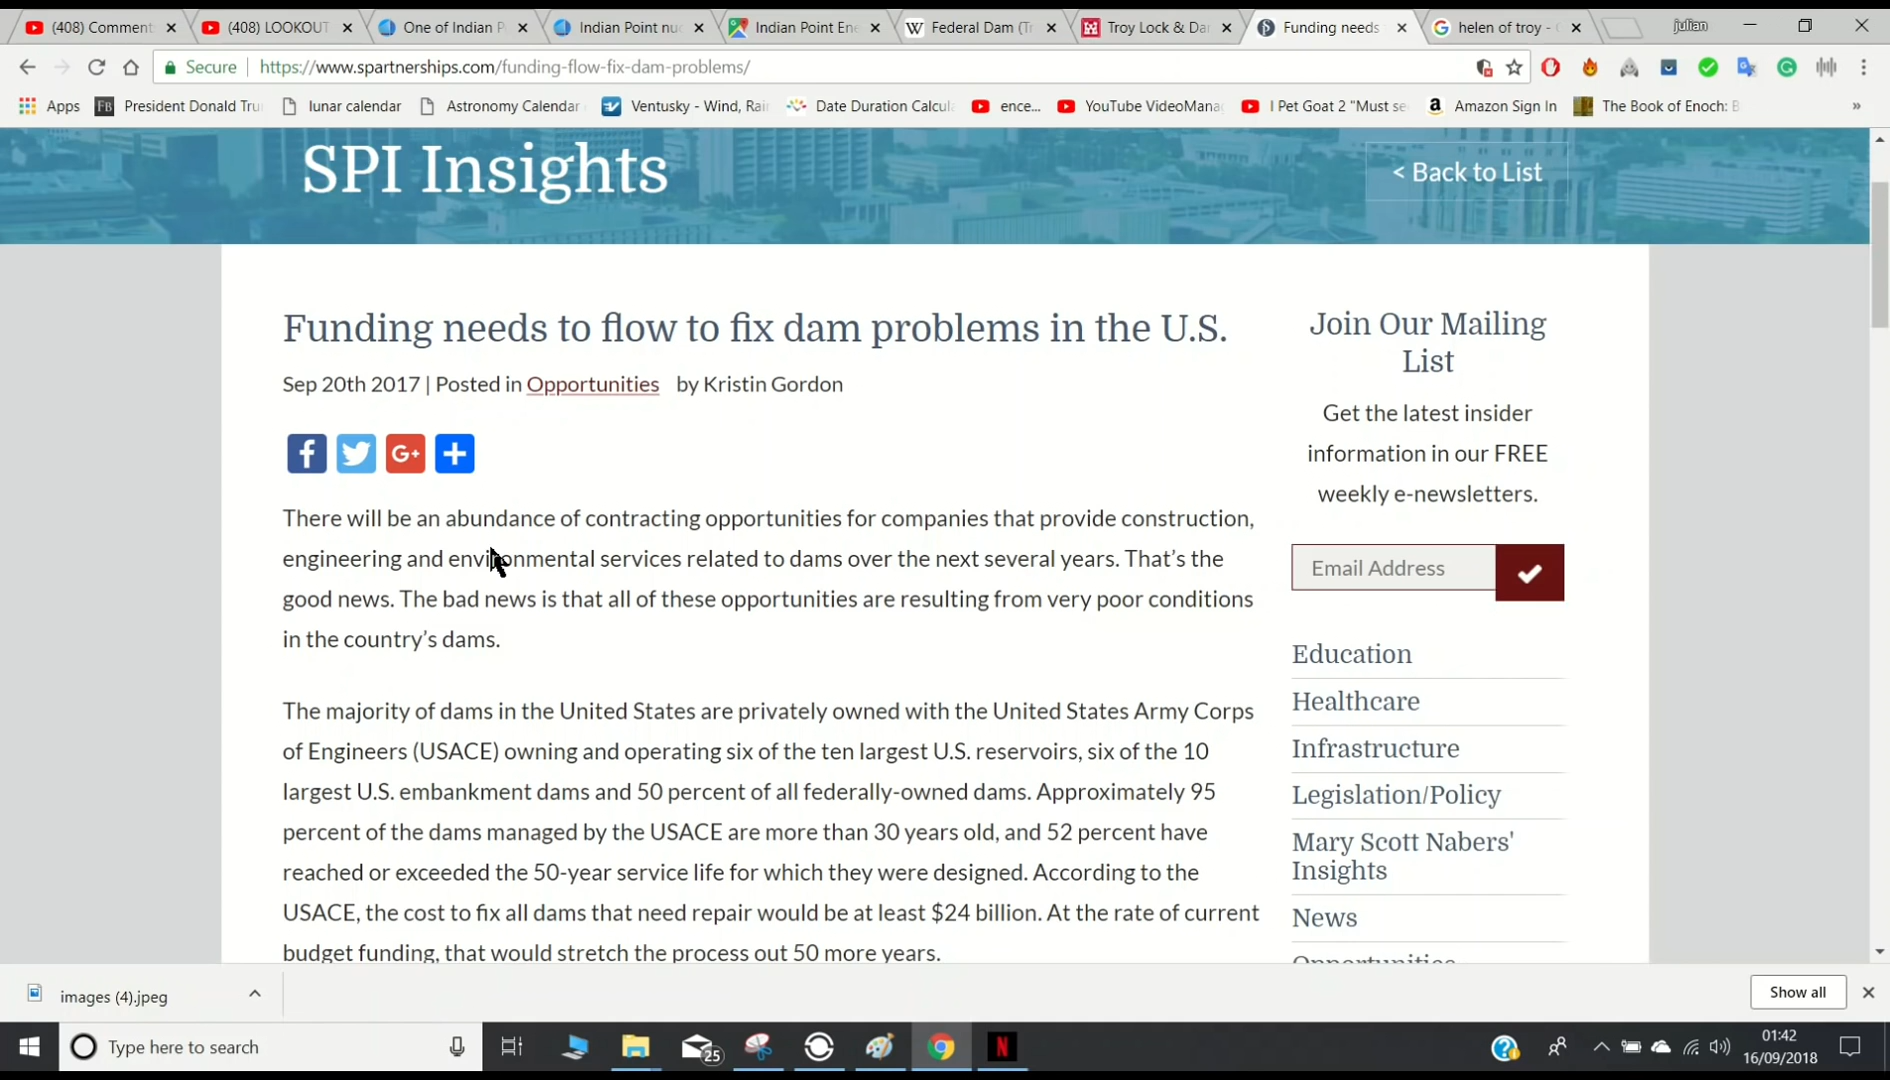 (408) Comment
(408) LOOKOUT
One of Indian P
Indian Point nuc
Indian Point Ene
Federal Dam (T
Troy Lock & Da
Funding needs
helen of troy -
julian
Secure
https://www.spartnerships.com/funding-flow-fix-dam-problems/
Apps
President Donald Tru
lunar calendar
Astronomy Calendar
Ventusky - Wind, Rain
Date Duration Calcul
ence...
YouTube VideoMana
I Pet Goat 2 "Must se
Amazon Sign In
The Book of Enoch: B
»
SPI Insights
< Back to List
Funding needs to flow to fix dam problems in the U.S.
Sep 20th 2017 | Posted in Opportunities by Kristin Gordon
There will be an abundance of contracting opportunities for companies that provide construction,
engineering and environmental services related to dams over the next several years. That’s the
good news. The bad news is that all of these opportunities are resulting from very poor conditions
in the country’s dams.
The majority of dams in the United States are privately owned with the United States Army Corps
of Engineers (USACE) owning and operating six of the ten largest U.S. reservoirs, six of the 10
largest U.S. embankment dams and 50 percent of all federally-owned dams. Approximately 95
percent of the dams managed by the USACE are more than 30 years old, and 52 percent have
reached or exceeded the 50-year service life for which they were designed. According to the
USACE, the cost to fix all dams that need repair would be at least $24 billion. At the rate of current
budget funding, that would stretch the process out 50 more years.
Join Our Mailing
List
Get the latest insider
information in our FREE
weekly e-newsletters.
Email Address
Education
Healthcare
Infrastructure
Legislation/Policy
Mary Scott Nabers'
Insights
News
Opportunities
images (4).jpeg
Show all
Type here to search
25
01:42
16/09/2018